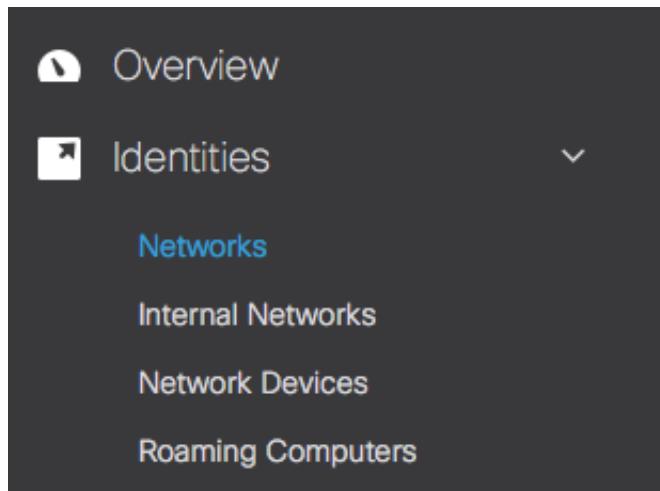 Overview
Identities
Networks
Internal Networks
Network Devices
Roaming Computers